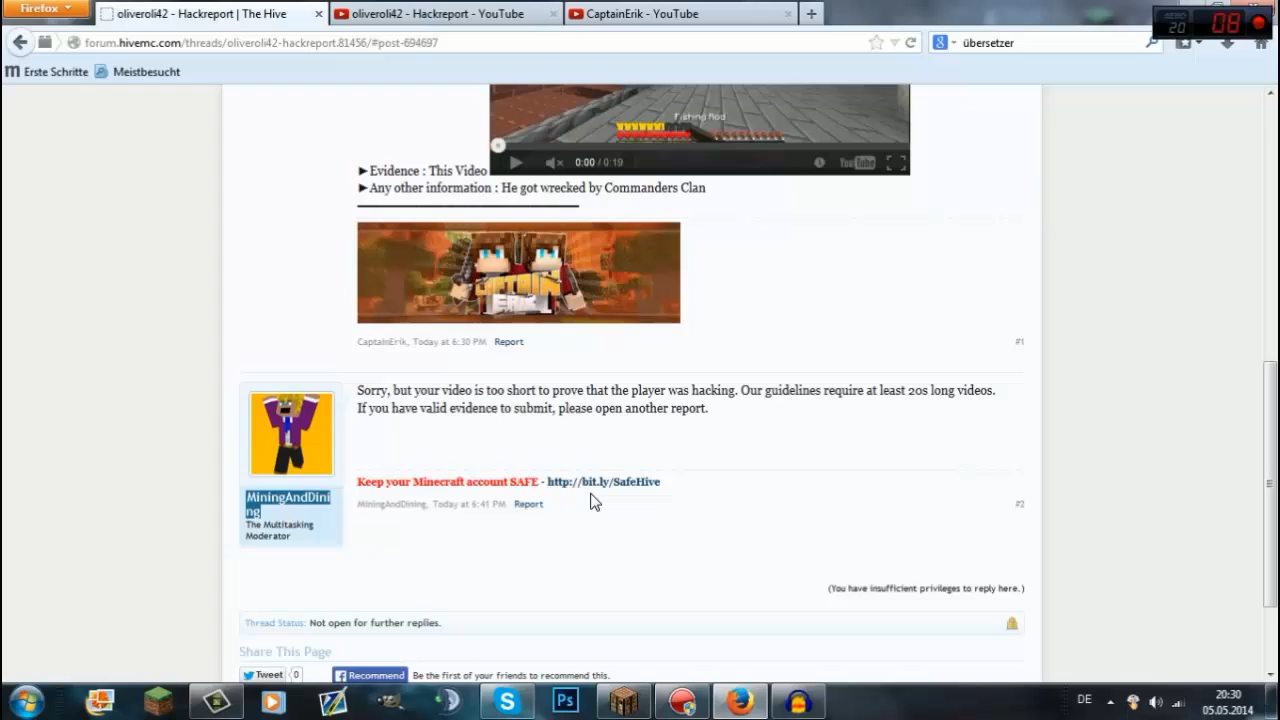 Firefox
oliveroli42 - Hackreport | The Hive
oliveroli42 - Hackreport - YouTube
CaptainErik - YouTube
20
08
forum.hivemc.com/threads/oliveroli42-hackreport.81456/#post-694697
übersetzer
Erste Schritte
Meistbesucht
Fishing Rod
0:00 / 0:19
YouTube
►Evidence : This Video
►Any other information : He got wrecked by Commanders Clan
CAPTAIN
ERIK
CaptainErik, Today at 6:30 PM Report
#1
Sorry, but your video is too short to prove that the player was hacking. Our guidelines require at least 20s long videos.
If you have valid evidence to submit, please open another report.
Keep your Minecraft account SAFE - http://bit.ly/SafeHive
MiningAndDini
ng
The Multitasking
Moderator
MiningAndDining, Today at 6:41 PM Report
#2
(You have insufficient privileges to reply here.)
Thread Status: Not open for further replies.
Share This Page
Tweet 0
Recommend
Be the first of your friends to recommend this.
DE
20:30
05.05.2014